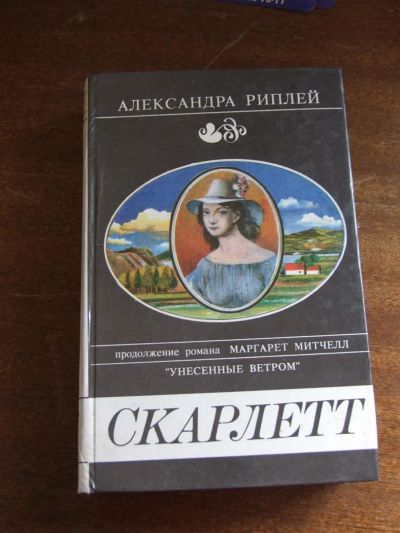 АЛЕКСАНДРА РИПЛЕЙ
продолжение романа МАРГАРЕТ МИТЧЕЛЛ
"УНЕСЕННЫЕ ВЕТРОМ"
СКАРЛЕТТ